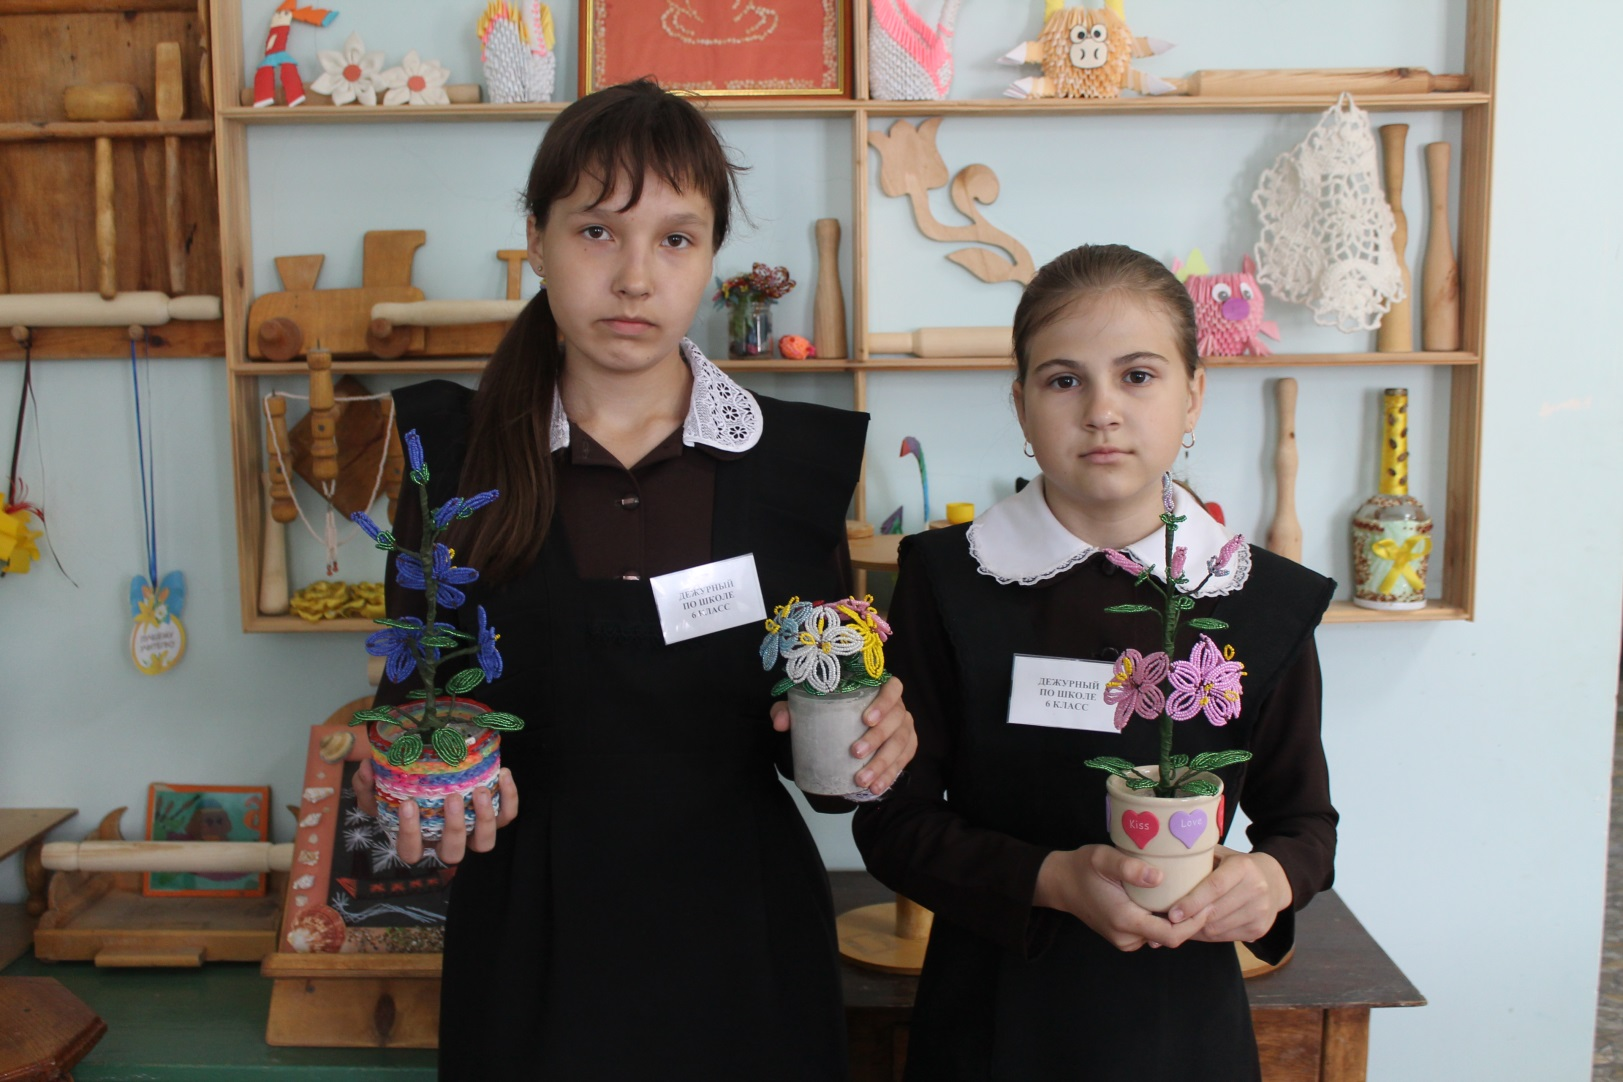 ДЕЖУРНЫЙ
ПО ШКОЛЕ
6 КЛАСС
ДЕЖУРНЫЙ
ПО ШКОЛЕ
6 КЛАСС
Kiss
Love